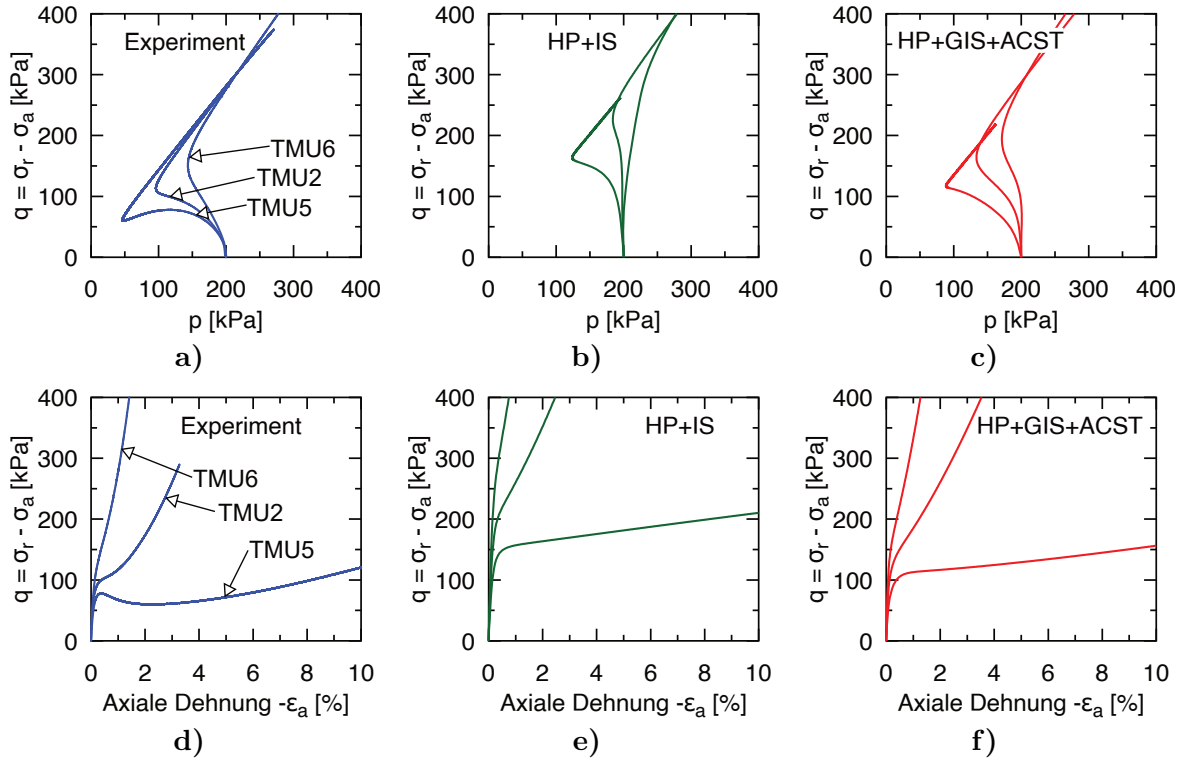 400
300
200
100
0
q = σr - σa [kPa]
Experiment
TMU6
TMU2
TMU5
0 100 200 300 400
p [kPa]
a)
400
300
200
100
0
q = σr - σa [kPa]
HP+IS
0 100 200 300 400
p [kPa]
b)
400
300
200
100
0
q = σr - σa [kPa]
HP+GIS+ACST
0 100 200 300 400
p [kPa]
c)
400
300
200
100
0
q = σr - σa [kPa]
Experiment
TMU6
TMU2
TMU5
0 2 4 6 8 10
Axiale Dehnung -εa [%]
d)
400
300
200
100
0
q = σr - σa [kPa]
HP+IS
0 2 4 6 8 10
Axiale Dehnung -εa [%]
e)
400
300
200
100
0
q = σr - σa [kPa]
HP+GIS+ACST
0 2 4 6 8 10
Axiale Dehnung -εa [%]
f)